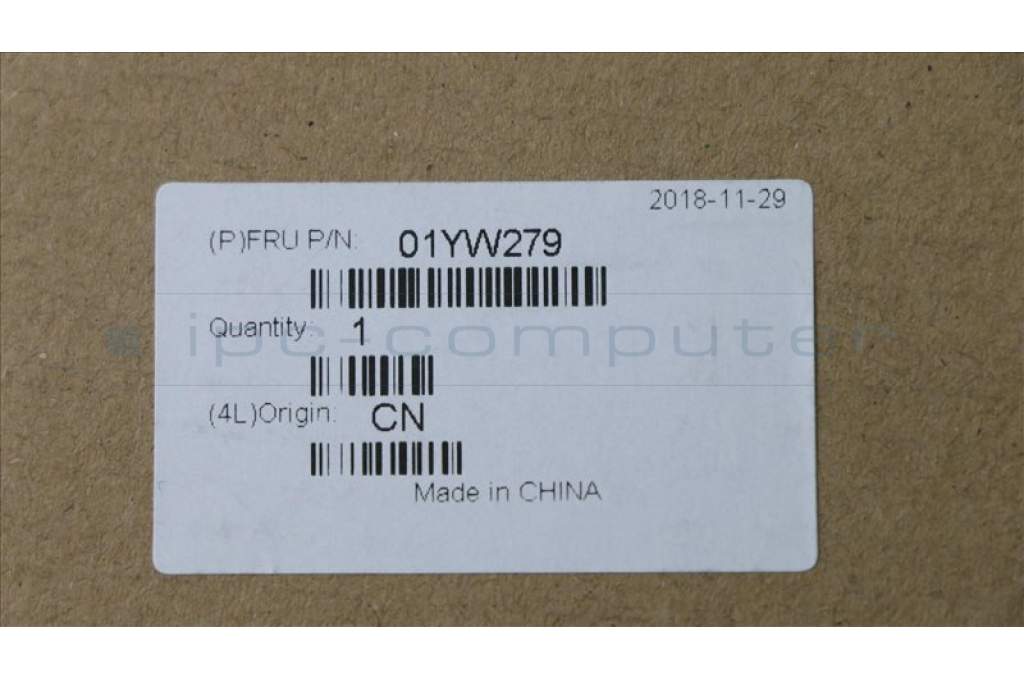 2018-11-29
(P)FRU P/N: 01YW279
Quantity: 1
ipc-computer
(4L)Origin: CN
Made in CHINA